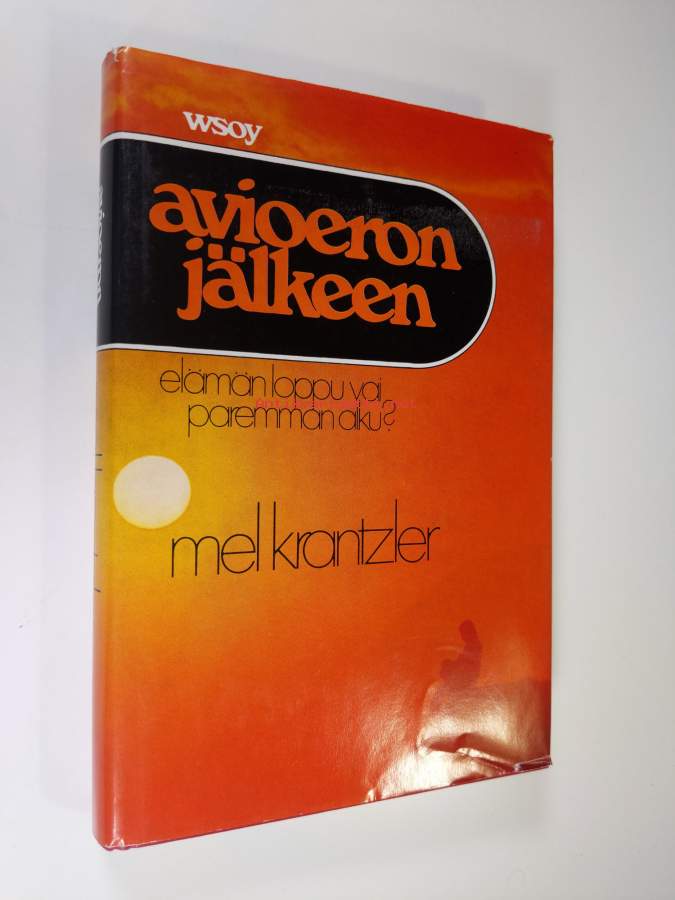 wsoy
avioeron
jälkeen
elämän loppu vai
paremman alku?
mel krantzler